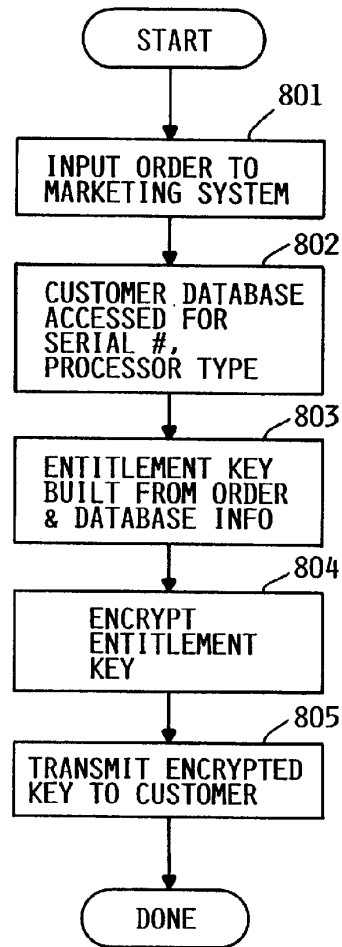 START
801
INPUT ORDER TO
MARKETING SYSTEM
802
CUSTOMER DATABASE
ACCESSED FOR
SERIAL #,
PROCESSOR TYPE
803
ENTITLEMENT KEY
BUILT FROM ORDER
& DATABASE INFO
804
ENCRYPT
ENTITLEMENT
KEY
805
TRANSMIT ENCRYPTED
KEY TO CUSTOMER
DONE